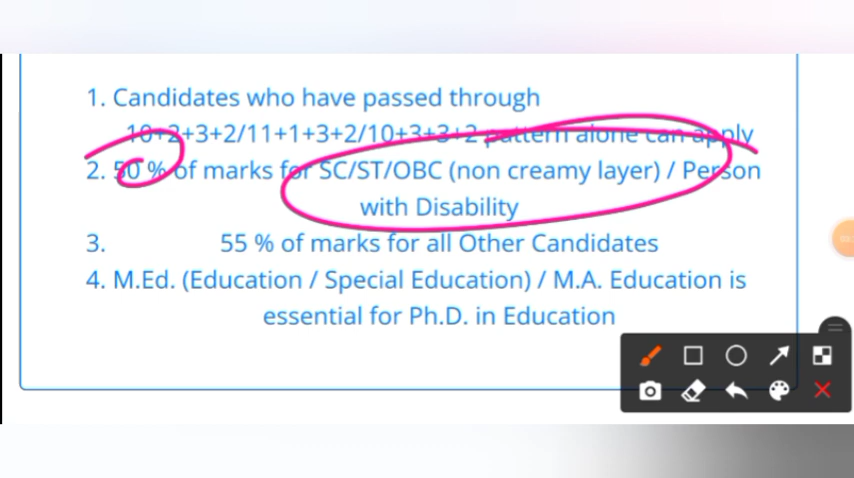 1. Candidates who have passed through
10+2+3+2/11+1+3+2/10+3+3+2 pattern alone can apply
2. 50 % of marks for SC/ST/OBC (non creamy layer) / Person
with Disability
3. 55 % of marks for all Other Candidates
4. M.Ed. (Education / Special Education) / M.A. Education is
essential for Ph.D. in Education